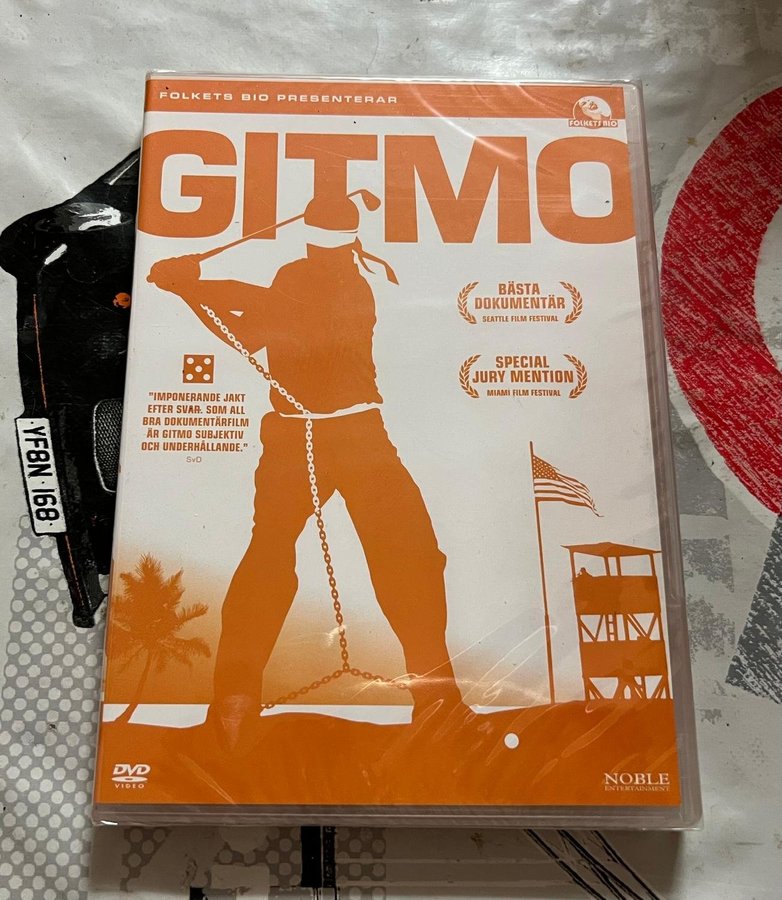 FOLKETS BIO PRESENTERAR
FOLKETS BIO
GITMO
BÄSTA
DOKUMENTÄR
SEATTLE FILM FESTIVAL
SPECIAL
JURY MENTION
MIAMI FILM FESTIVAL
"IMPONERANDE JAKT
EFTER SVAR. SOM ALL
BRA DOKUMENTÄRFILM
ÄR GITMO SUBJEKTIV
OCH UNDERHÅLLANDE."
SvD
YF8N 168
DVD
VIDEO
NOBLE
ENTERTAINMENT